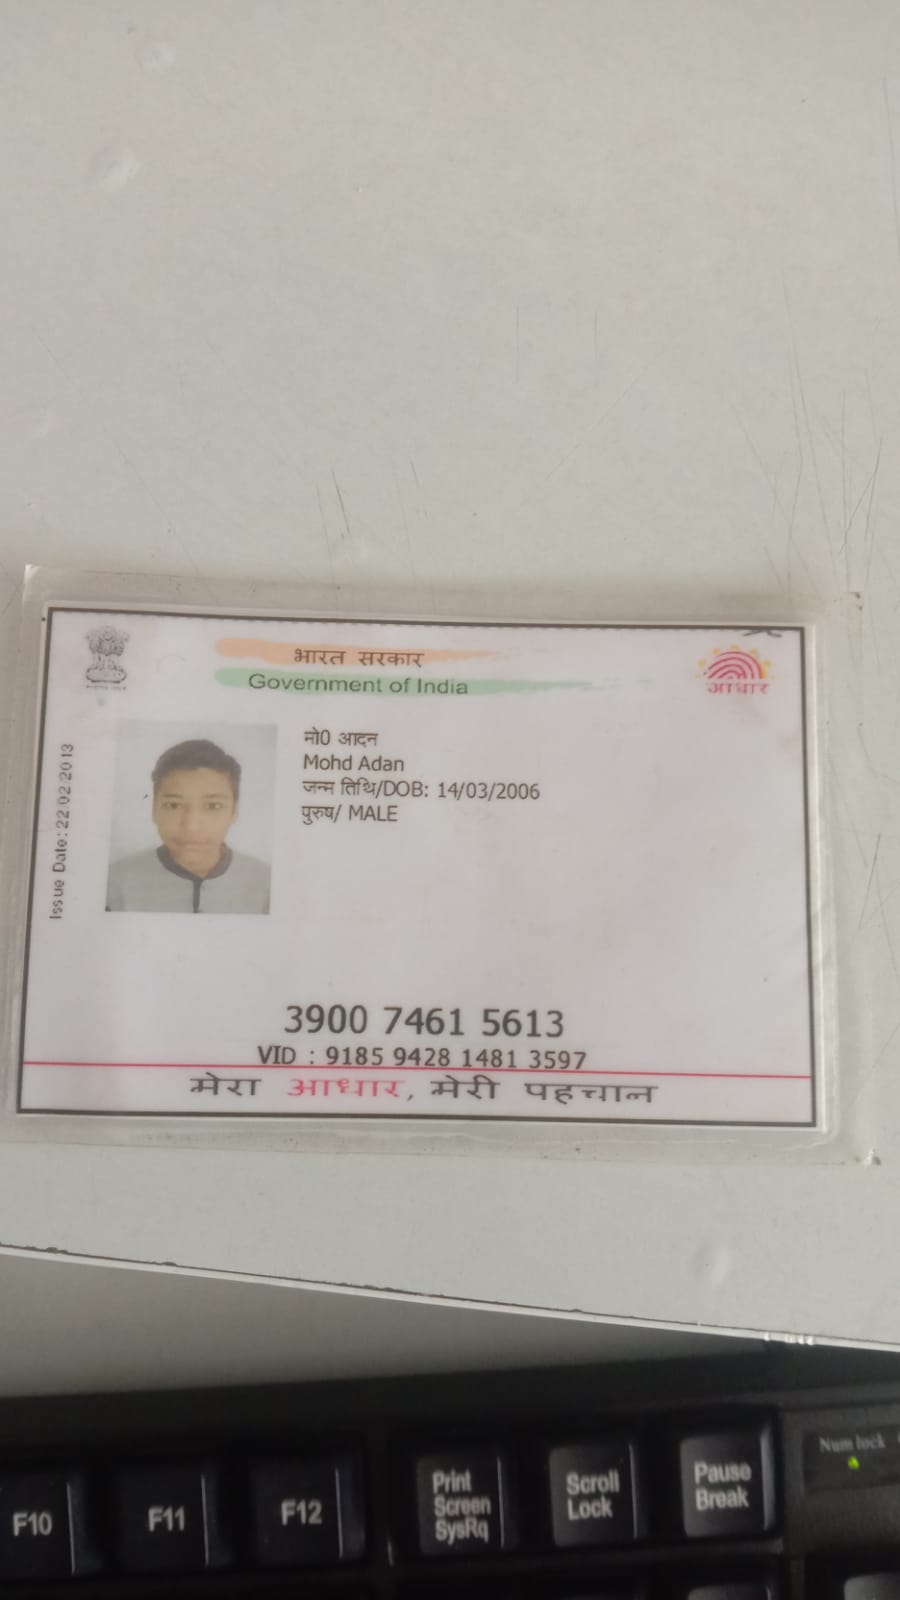 भारत सरकार
Government of India
आधार
Issue Date: 22.02.2013
मो0 आदन
Mohd Adan
जन्म तिथि/DOB: 14/03/2006
पुरुष/ MALE
3900 7461 5613
VID : 9185 9428 1481 3597
मेरा आधार, मेरी पहचान
Num lock
F10
F11
F12
Print
Screen
SysRq
Scroll
Lock
Pause
Break